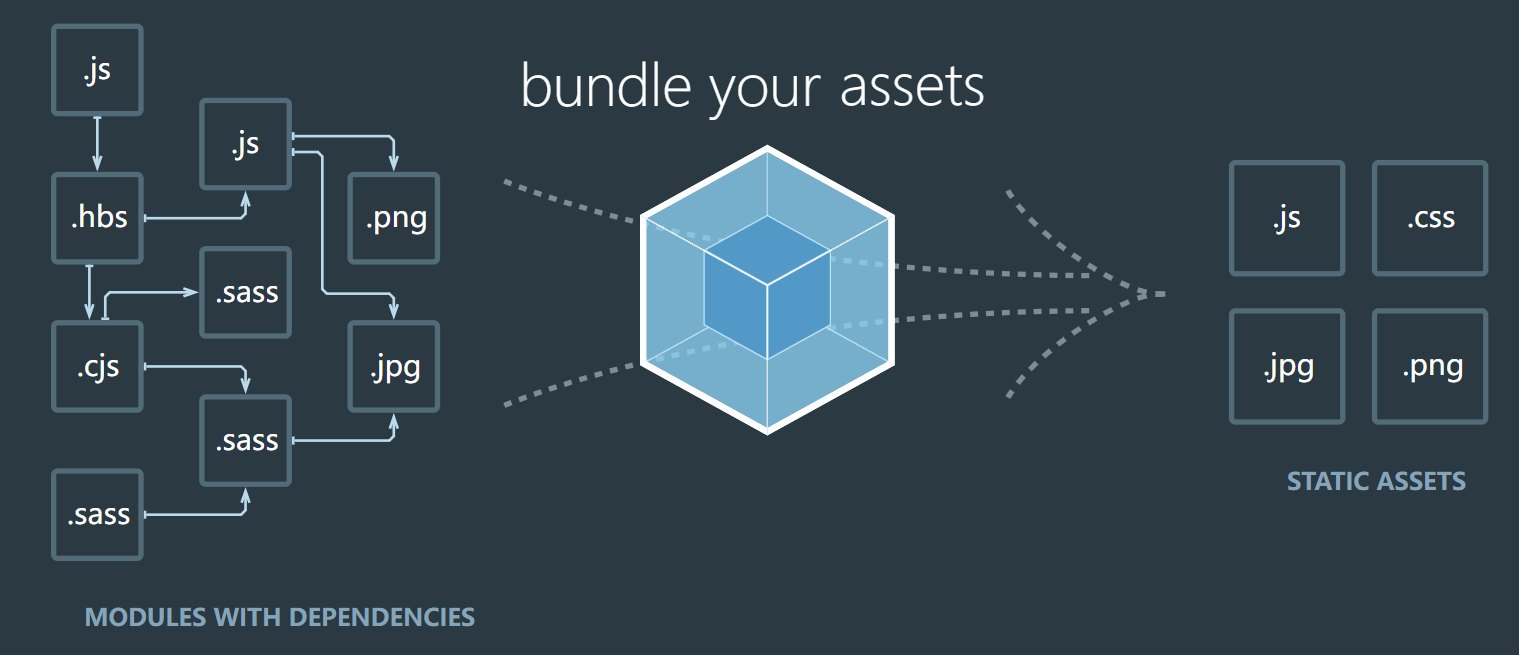 bundle your assets
.js
.js
.hbs
.png
.sass
.cjs
.jpg
.sass
.sass
MODULES WITH DEPENDENCIES
.js
.css
.jpg
.png
STATIC ASSETS